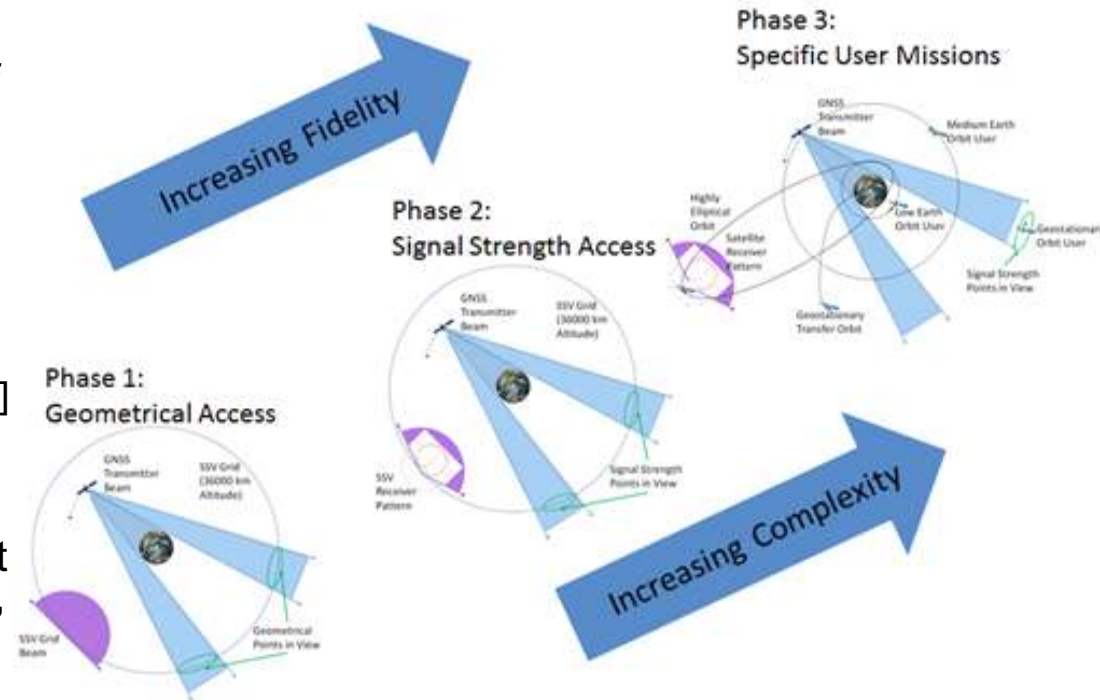 Phase 3:
Specific User Missions
GNSS
Transmitter
Beam
Medium Earth
Orbit User
Highly
Elliptical
Orbit
Satellite
Receiver
Pattern
Low Earth
Orbit User
Geostationary
Orbit User
Signal Strength
Points in View
Geostationary
Transfer Orbit
Increasing Fidelity
Phase 2:
Signal Strength Access
GNSS
Transmitter
Beam
SSV Grid
(36000 km
Altitude)
SSV
Receiver
Pattern
Signal Strength
Points in View
Phase 1:
Geometrical Access
GNSS
Transmitter
Beam
SSV Grid
(36000 km
Altitude)
SSV Grid
Beam
Geometrical
Points in View
Increasing Complexity